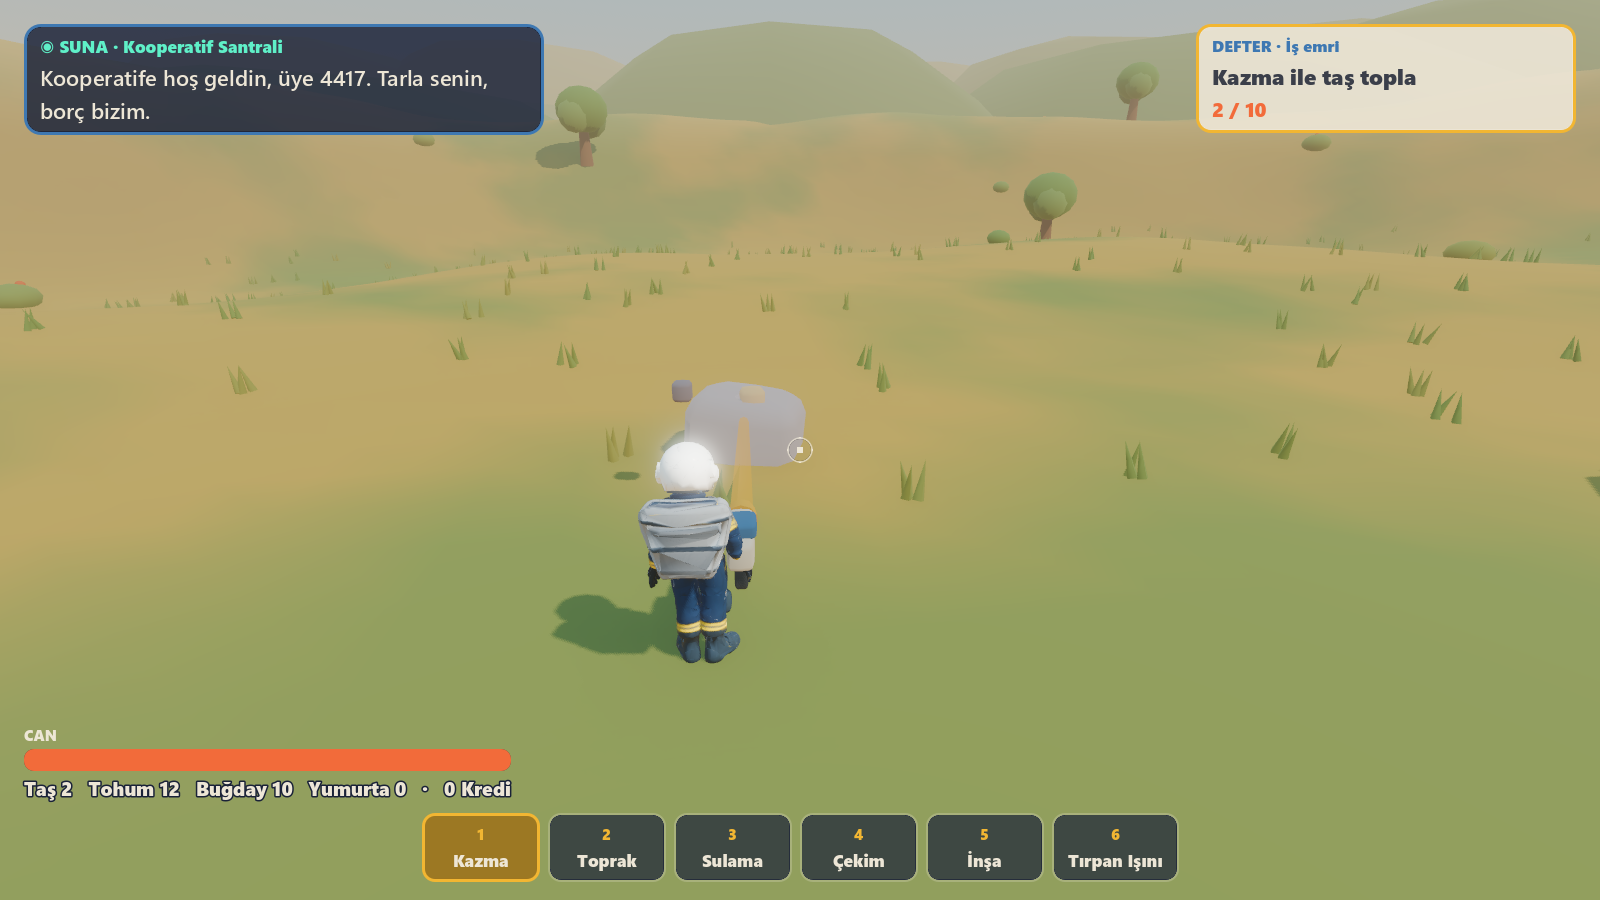 ◉ SUNA · Kooperatif Santrali
Kooperatife hoş geldin, üye 4417. Tarla senin,
borç bizim.
DEFTER · İş emri
Kazma ile taş topla
2 / 10
CAN
Taş 2 Tohum 12 Buğday 10 Yumurta 0 · 0 Kredi
1
Kazma
2
Toprak
3
Sulama
4
Çekim
5
İnşa
6
Tırpan Işını